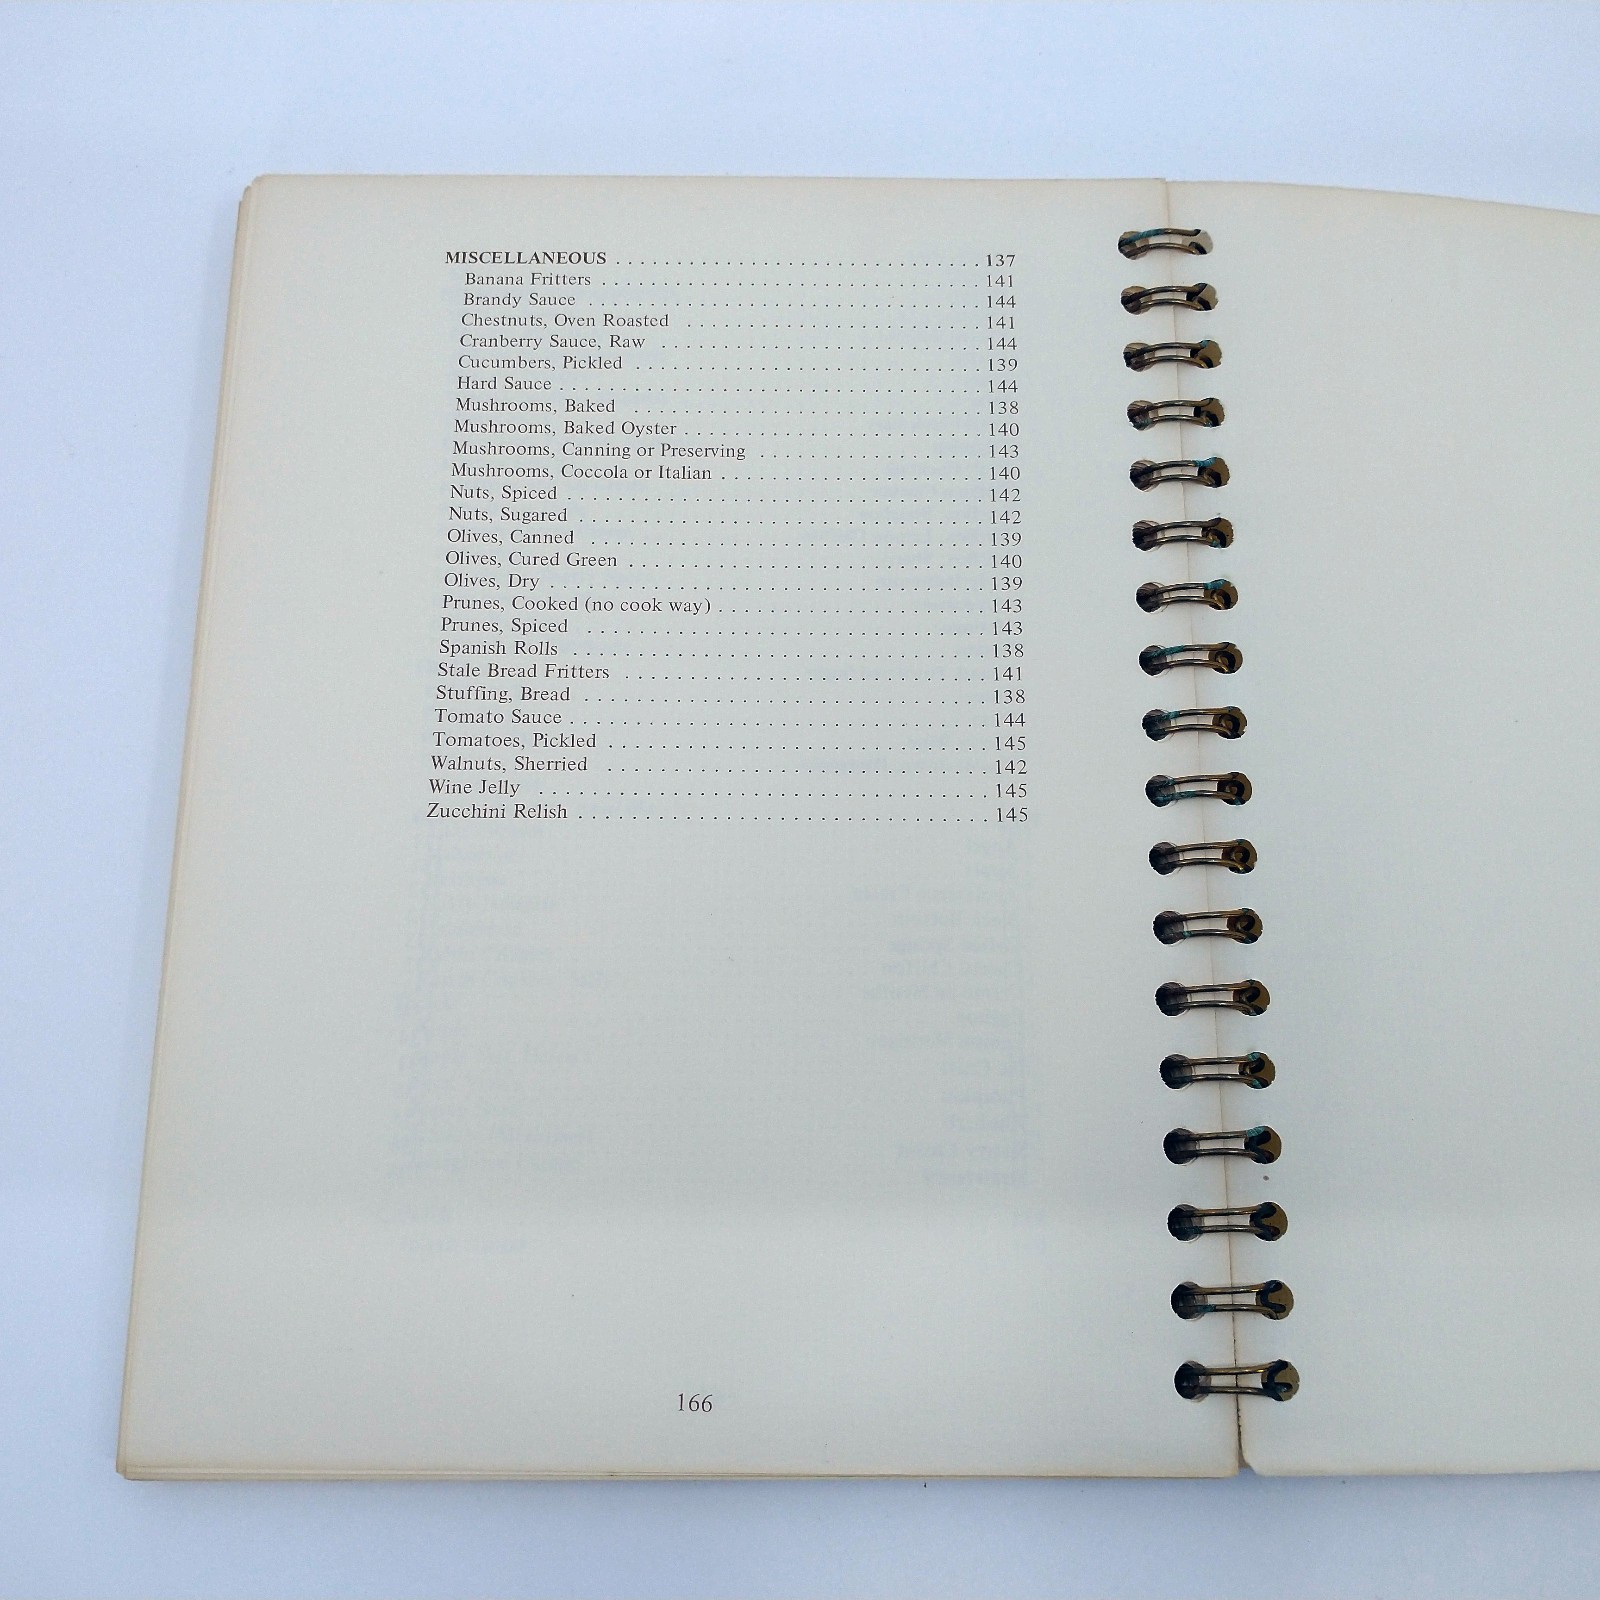 MISCELLANEOUS . . . . . . . . . . . . . . . . . . . . . . . . . . . . . 137
Banana Fritters . . . . . . . . . . . . . . . . . . . . . . . . . . . . . . 141
Brandy Sauce . . . . . . . . . . . . . . . . . . . . . . . . . . . . . . . 144
Chestnuts, Oven Roasted . . . . . . . . . . . . . . . . . . . . . . . 141
Cranberry Sauce, Raw . . . . . . . . . . . . . . . . . . . . . . . . . 144
Cucumbers, Pickled . . . . . . . . . . . . . . . . . . . . . . . . . . . 139
Hard Sauce . . . . . . . . . . . . . . . . . . . . . . . . . . . . . . . . . 144
Mushrooms, Baked . . . . . . . . . . . . . . . . . . . . . . . . . . . 138
Mushrooms, Baked Oyster . . . . . . . . . . . . . . . . . . . . . . . 140
Mushrooms, Canning or Preserving . . . . . . . . . . . . . . . . . 143
Mushrooms, Coccola or Italian . . . . . . . . . . . . . . . . . . . . 140
Nuts, Spiced . . . . . . . . . . . . . . . . . . . . . . . . . . . . . . . . 142
Nuts, Sugared . . . . . . . . . . . . . . . . . . . . . . . . . . . . . . . 142
Olives, Canned . . . . . . . . . . . . . . . . . . . . . . . . . . . . . . 139
Olives, Cured Green . . . . . . . . . . . . . . . . . . . . . . . . . . . 140
Olives, Dry . . . . . . . . . . . . . . . . . . . . . . . . . . . . . . . . . 139
Prunes, Cooked (no cook way) . . . . . . . . . . . . . . . . . . . . 143
Prunes, Spiced . . . . . . . . . . . . . . . . . . . . . . . . . . . . . . 143
Spanish Rolls . . . . . . . . . . . . . . . . . . . . . . . . . . . . . . . 138
Stale Bread Fritters . . . . . . . . . . . . . . . . . . . . . . . . . . . 141
Stuffing, Bread . . . . . . . . . . . . . . . . . . . . . . . . . . . . . . 138
Tomato Sauce . . . . . . . . . . . . . . . . . . . . . . . . . . . . . . . 144
Tomatoes, Pickled . . . . . . . . . . . . . . . . . . . . . . . . . . . . 145
Walnuts, Sherried . . . . . . . . . . . . . . . . . . . . . . . . . . . . 142
Wine Jelly . . . . . . . . . . . . . . . . . . . . . . . . . . . . . . . . . 145
Zucchini Relish . . . . . . . . . . . . . . . . . . . . . . . . . . . . . . 145
166